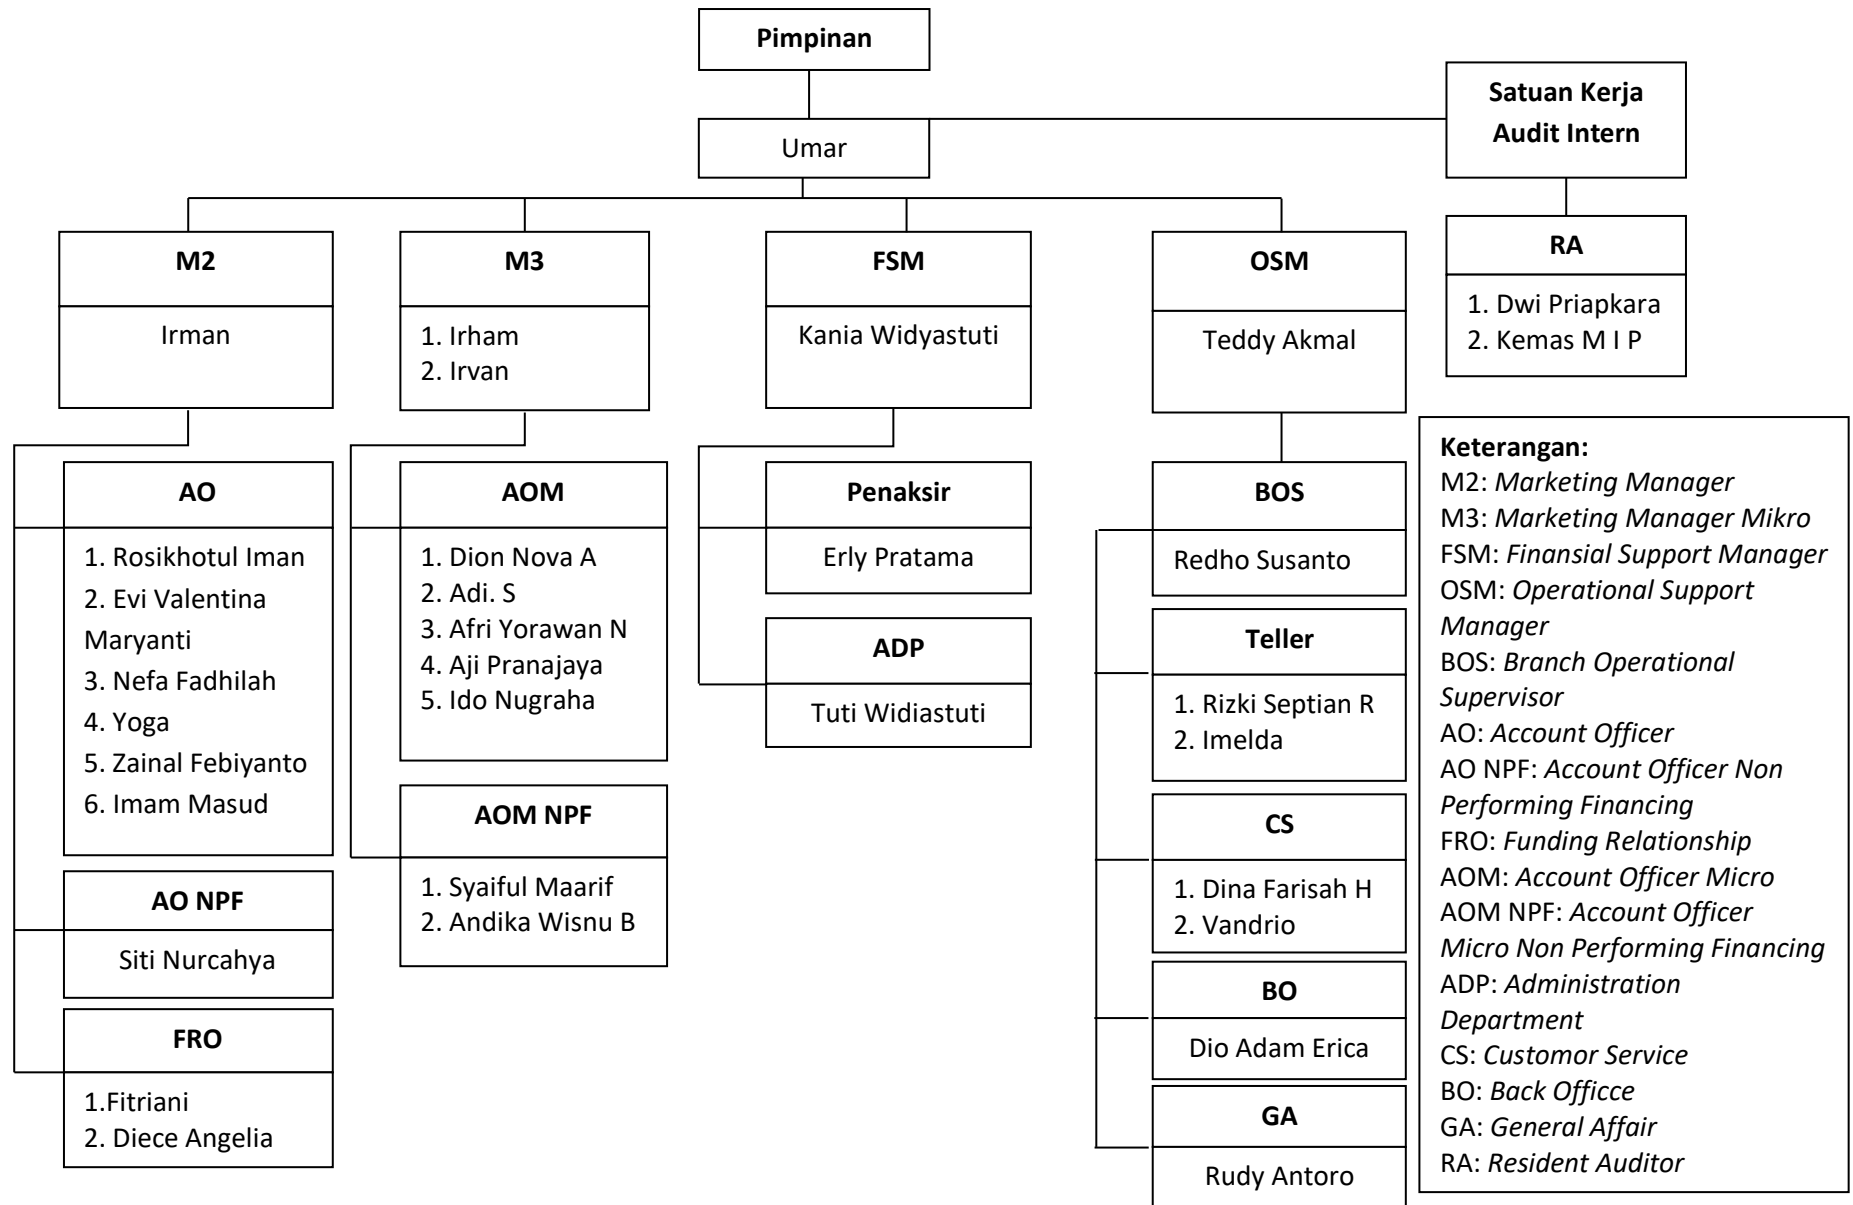 Pimpinan
Umar
Satuan Kerja
Audit Intern
RA
1. Dwi Priapkara
2. Kemas M I P
M2
Irman
M3
1. Irham
2. Irvan
FSM
Kania Widyastuti
OSM
Teddy Akmal
AO
1. Rosikhotul Iman
2. Evi Valentina
Maryanti
3. Nefa Fadhilah
4. Yoga
5. Zainal Febiyanto
6. Imam Masud
AO NPF
Siti Nurcahya
FRO
1.Fitriani
2. Diece Angelia
AOM
1. Dion Nova A
2. Adi. S
3. Afri Yorawan N
4. Aji Pranajaya
5. Ido Nugraha
AOM NPF
1. Syaiful Maarif
2. Andika Wisnu B
Penaksir
Erly Pratama
ADP
Tuti Widiastuti
BOS
Redho Susanto
Teller
1. Rizki Septian R
2. Imelda
CS
1. Dina Farisah H
2. Vandrio
BO
Dio Adam Erica
GA
Rudy Antoro
Keterangan:
M2: Marketing Manager
M3: Marketing Manager Mikro
FSM: Finansial Support Manager
OSM: Operational Support
Manager
BOS: Branch Operational
Supervisor
AO: Account Officer
AO NPF: Account Officer Non
Performing Financing
FRO: Funding Relationship
AOM: Account Officer Micro
AOM NPF: Account Officer
Micro Non Performing Financing
ADP: Administration
Department
CS: Customor Service
BO: Back Officce
GA: General Affair
RA: Resident Auditor